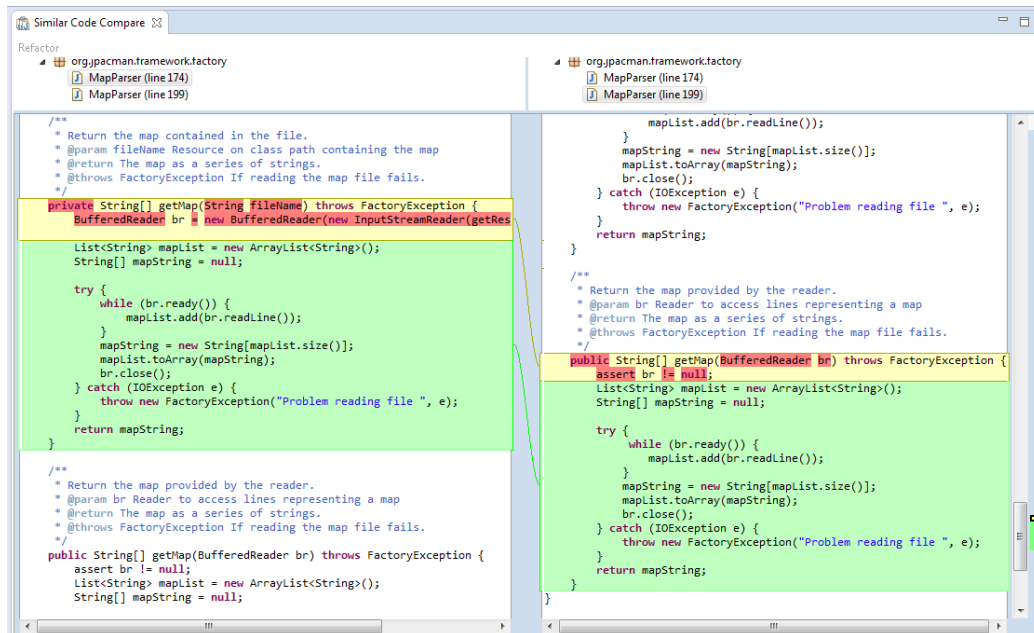 Similar Code Compare
Refactor
org.jpacman.framework.factory
MapParser (line 174)
MapParser (line 199)
/**
* Return the map contained in the file.
* @param fileName Resource on class path containing the map
* @return The map as a series of strings.
* @throws FactoryException If reading the map file fails.
*/
private String[] getMap(String fileName) throws FactoryException {
BufferedReader br = new BufferedReader(new InputStreamReader(getRes
List<String> mapList = new ArrayList<String>();
String[] mapString = null;
try {
while (br.ready()) {
mapList.add(br.readLine());
}
mapString = new String[mapList.size()];
mapList.toArray(mapString);
br.close();
} catch (IOException e) {
throw new FactoryException("Problem reading file ", e);
}
return mapString;
}
/**
* Return the map provided by the reader.
* @param br Reader to access lines representing a map
* @return The map as a series of strings.
* @throws FactoryException If reading the map file fails.
*/
public String[] getMap(BufferedReader br) throws FactoryException {
assert br != null;
List<String> mapList = new ArrayList<String>();
String[] mapString = null;
org.jpacman.framework.factory
MapParser (line 174)
MapParser (line 199)
mapList.add(br.readLine());
}
mapString = new String[mapList.size()];
mapList.toArray(mapString);
br.close();
} catch (IOException e) {
throw new FactoryException("Problem reading file ", e);
}
return mapString;
}
/**
* Return the map provided by the reader.
* @param br Reader to access lines representing a map
* @return The map as a series of strings.
* @throws FactoryException If reading the map file fails.
*/
public String[] getMap(BufferedReader br) throws FactoryException {
assert br != null;
List<String> mapList = new ArrayList<String>();
String[] mapString = null;
try {
while (br.ready()) {
mapList.add(br.readLine());
}
mapString = new String[mapList.size()];
mapList.toArray(mapString);
br.close();
} catch (IOException e) {
throw new FactoryException("Problem reading file ", e);
}
return mapString;
}
}